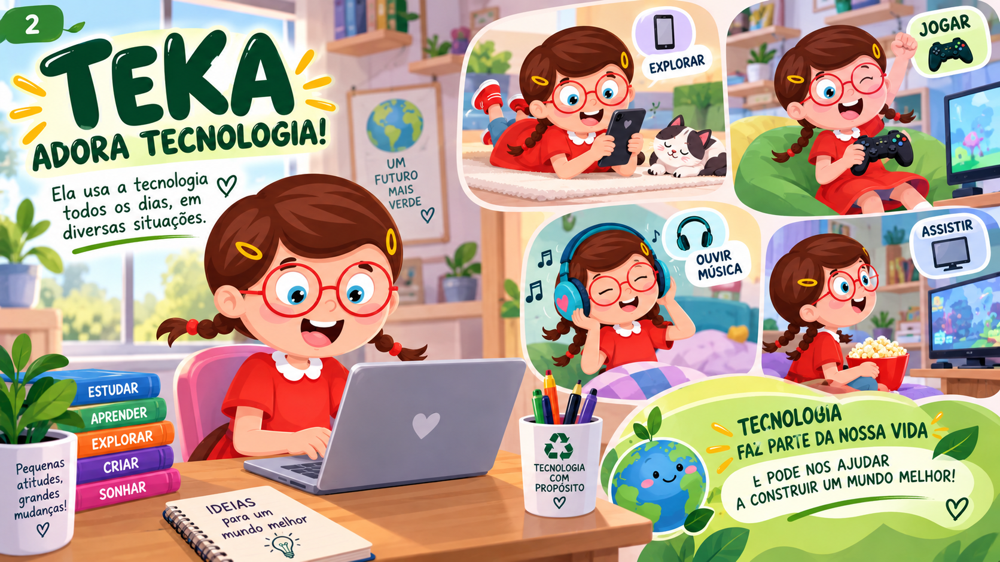 2
TEKA
ADORA TECNOLOGIA!
Ela usa a tecnologia
todos os dias, em
diversas situações.
UM
FUTURO
MAIS
VERDE
EXPLORAR
JOGAR
OUVIR
MÚSICA
ASSISTIR
ESTUDAR
APRENDER
EXPLORAR
CRIAR
SONHAR
Pequenas
atitudes,
grandes
mudanças!
IDEIAS
para um
mundo melhor
TECNOLOGIA
COM
PROPÓSITO
TECNOLOGIA
FAZ PARTE DA NOSSA VIDA
E PODE NOS AJUDAR
A CONSTRUIR UM MUNDO MELHOR!